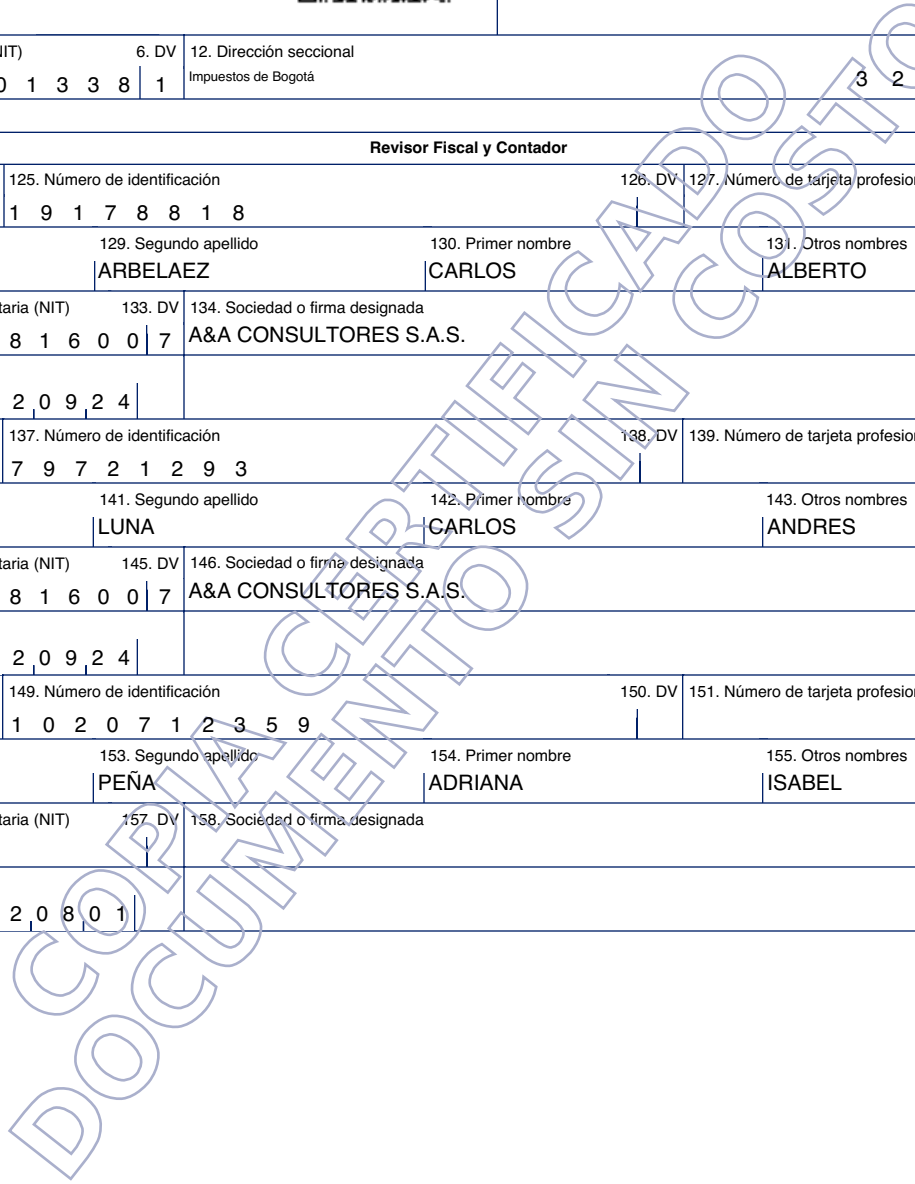 6. DV 12. Dirección seccional
1 3 3 8 1 Impuestos de Bogotá 3 2
Revisor Fiscal y Contador
125. Número de identificación 126. DV 127. Número de tarjeta
1 9 1 7 8 8 1 8
129. Segundo apellido 130. Primer nombre 131. Otros nombres
ARBELAEZ CARLOS ALBERTO
(NIT) 133. DV 134. Sociedad o firma designada
8 1 6 0 0 7 A&A CONSULTORES S.A.S.
2 0 9 2 4
137. Número de identificación 138. DV 139. Número de tarjeta
7 9 7 2 1 2 9 3
141. Segundo apellido 142. Primer nombre 143. Otros nombres
LUNA CARLOS ANDRES
(NIT) 145. DV 146. Sociedad o firma designada
8 1 6 0 0 7 A&A CONSULTORES S.A.S.
2 0 9 2 4
149. Número de identificación 150. DV 151. Número de tarjeta
1 0 2 0 7 1 2 3 5 9
153. Segundo apellido 154. Primer nombre 155. Otros nombres
PEÑA ADRIANA ISABEL
(NIT) 157. DV 158. Sociedad o firma designada
2 0 8 0 1
COPIA CERTIFICADO
DOCUMENTO SIN COSTO